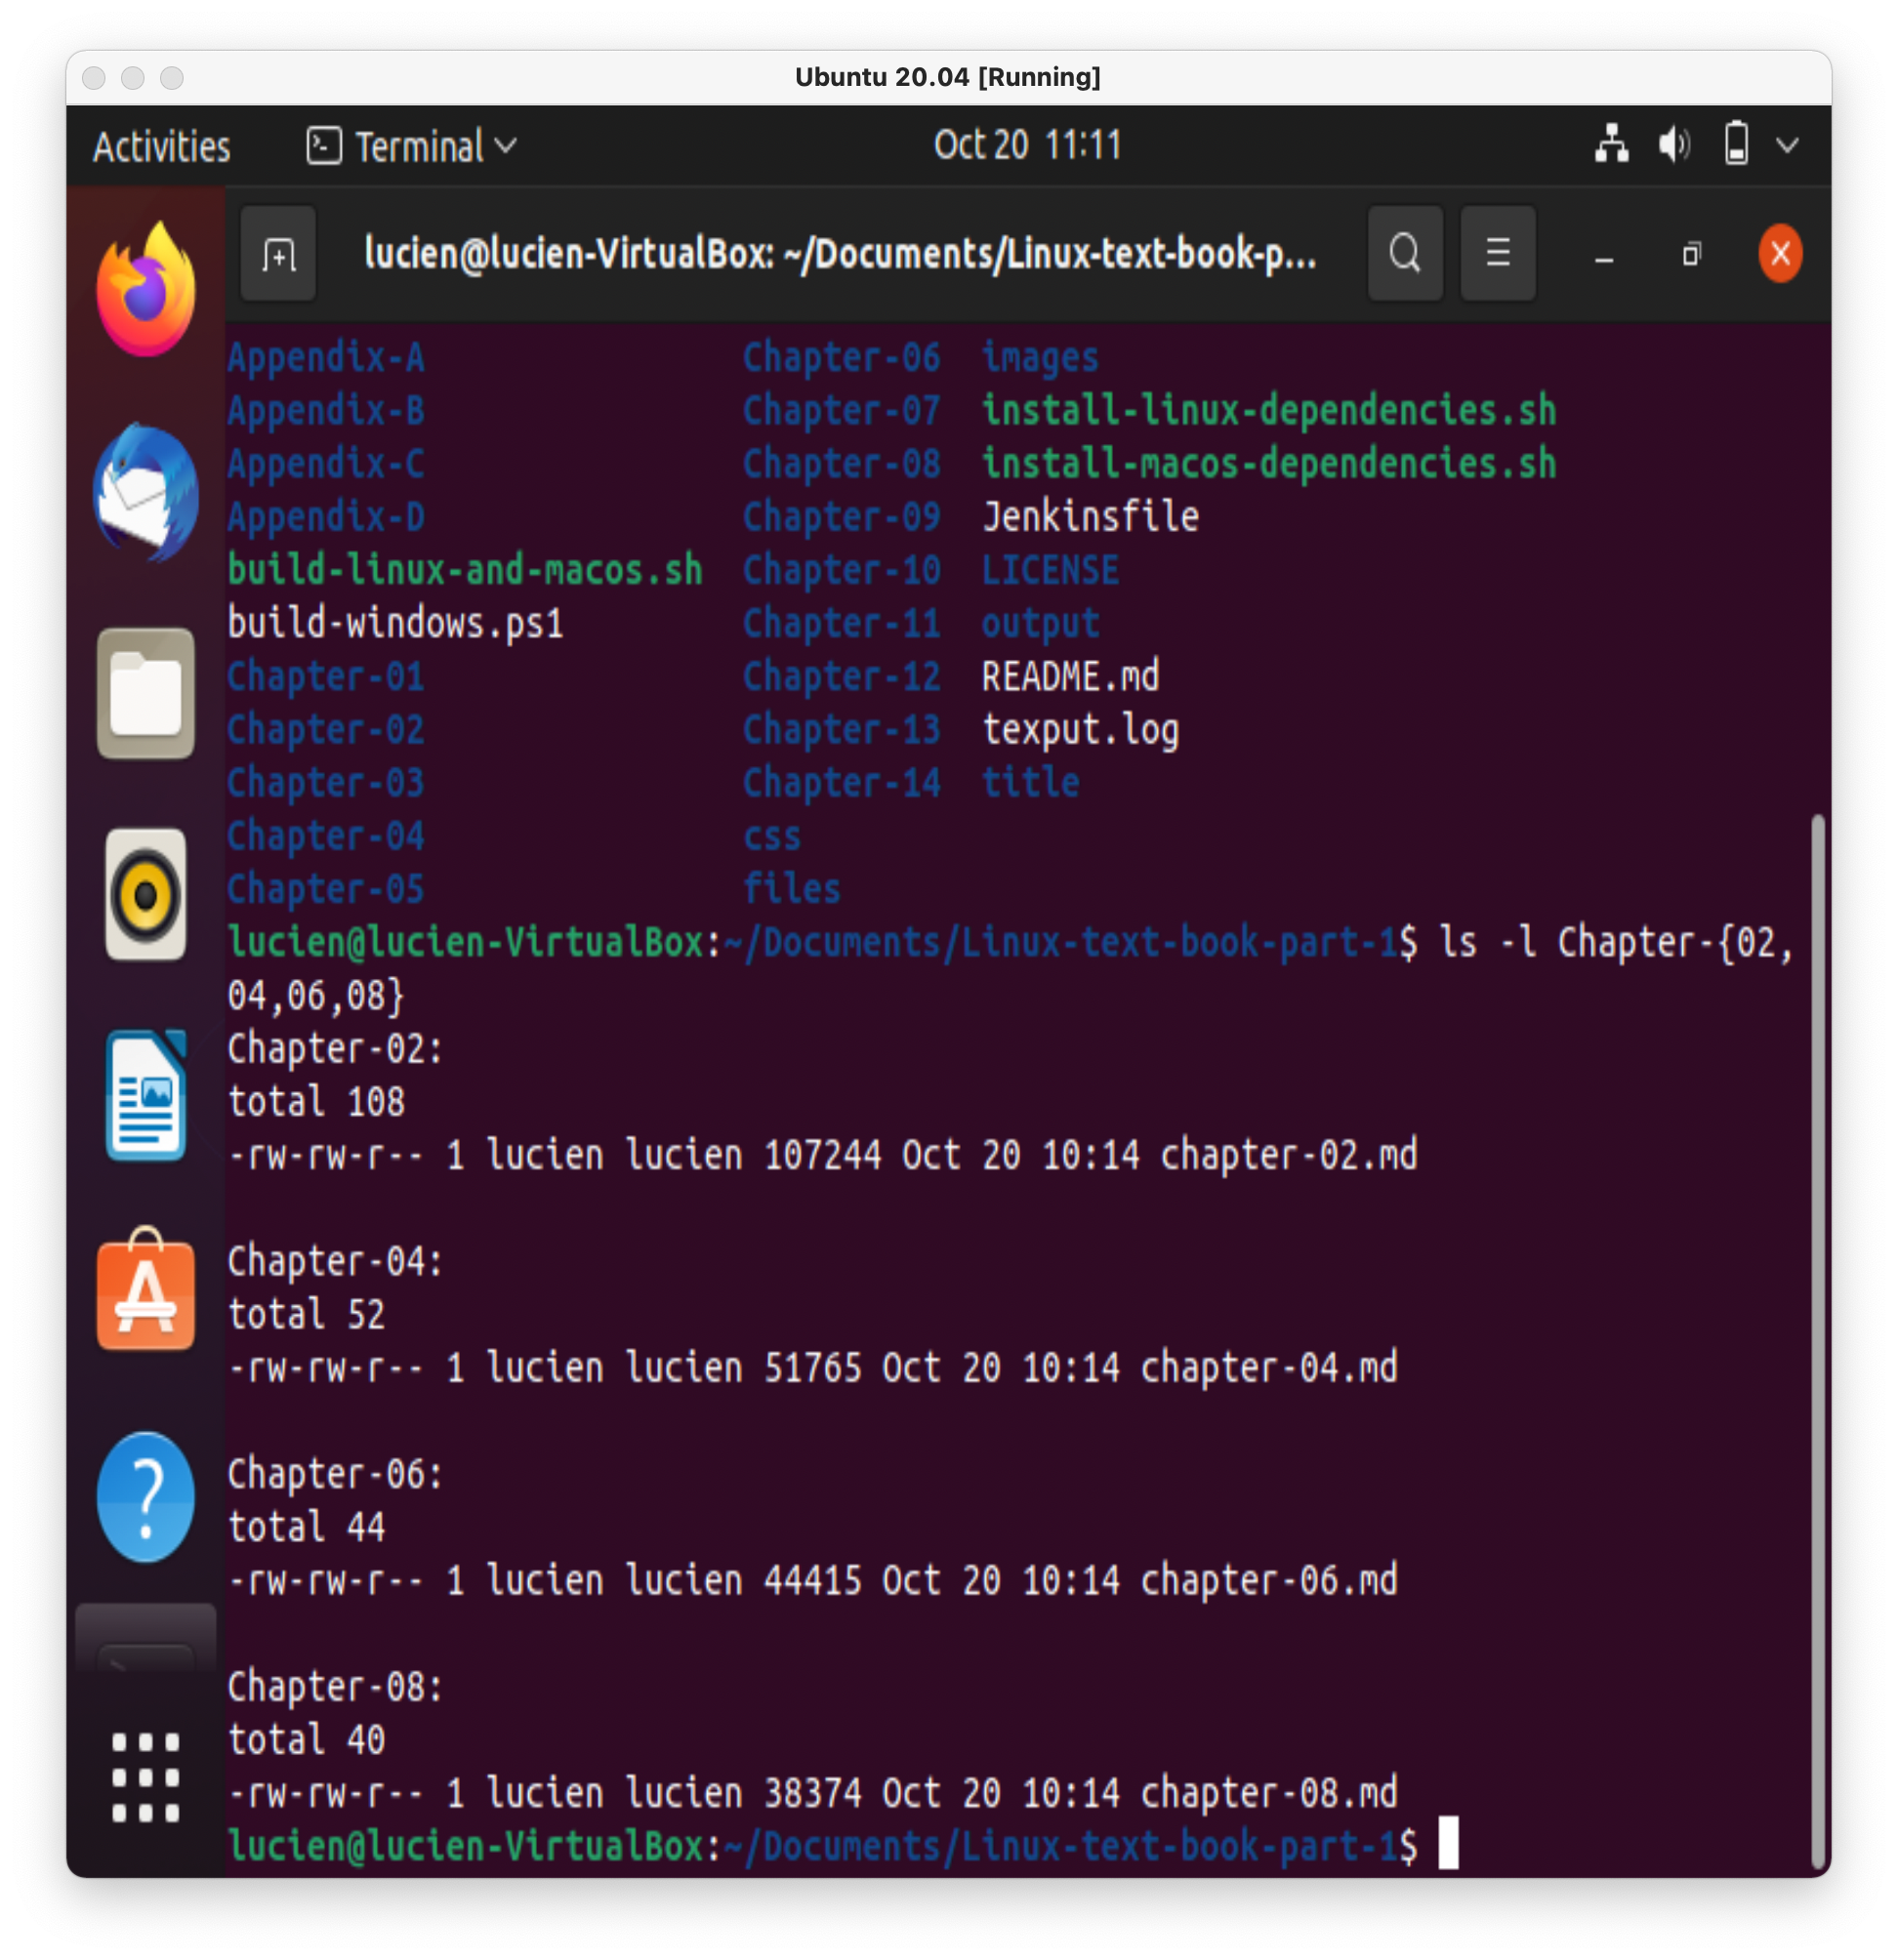 Ubuntu 20.04 [Running]
Activities Terminal Oct 20 11:11
lucien@lucien-VirtualBox: ~/Documents/Linux-text-book-p...
Appendix-A Chapter-06 images
Appendix-B Chapter-07 install-linux-dependencies.sh
Appendix-C Chapter-08 install-macos-dependencies.sh
Appendix-D Chapter-09 Jenkinsfile
build-linux-and-macos.sh Chapter-10 LICENSE
build-windows.ps1 Chapter-11 output
Chapter-01 Chapter-12 README.md
Chapter-02 Chapter-13 texput.log
Chapter-03 Chapter-14 title
Chapter-04 css
Chapter-05 files
lucien@lucien-VirtualBox:~/Documents/Linux-text-book-part-1$ ls -l Chapter-{02,
04,06,08}
Chapter-02:
total 108
-rw-rw-r-- 1 lucien lucien 107244 Oct 20 10:14 chapter-02.md
Chapter-04:
total 52
-rw-rw-r-- 1 lucien lucien 51765 Oct 20 10:14 chapter-04.md
Chapter-06:
total 44
-rw-rw-r-- 1 lucien lucien 44415 Oct 20 10:14 chapter-06.md
Chapter-08:
total 40
-rw-rw-r-- 1 lucien lucien 38374 Oct 20 10:14 chapter-08.md
lucien@lucien-VirtualBox:~/Documents/Linux-text-book-part-1$